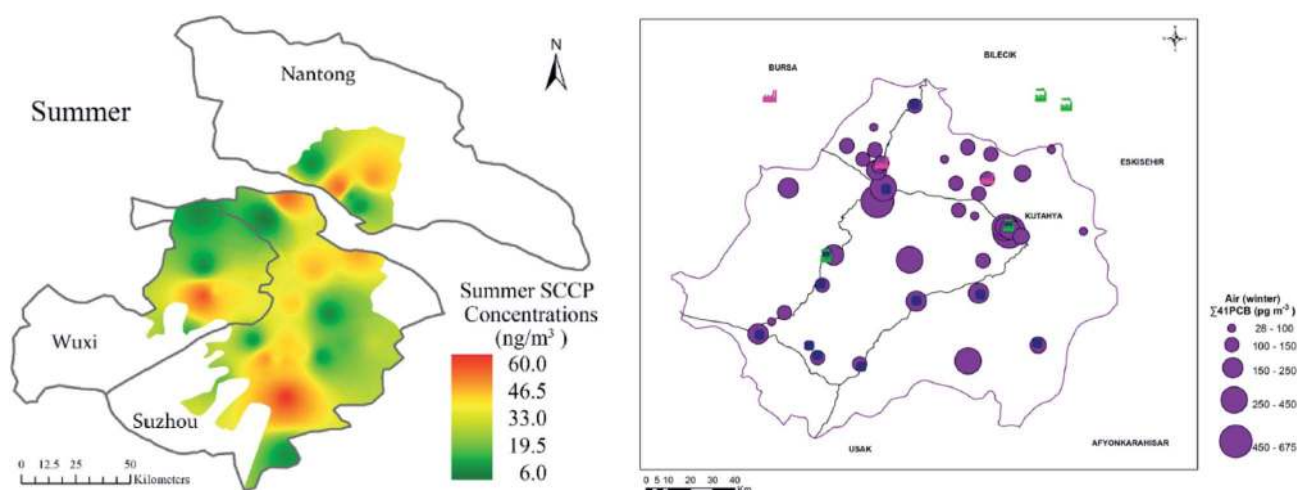 Summer
Nantong
N
Wuxi
Suzhou
Summer SCCP
Concentrations
(ng/m³)
60.0
46.5
33.0
19.5
6.0
0 12.5 25 50
Kilometers
BURSA
BILECIK
ESKISEHIR
KUTAHYA
USAK
AFYONKARAHISAR
Air (winter)
∑41PCB (pg m⁻³)
28 - 100
100 - 150
150 - 250
250 - 450
450 - 675
0 5 10 20 30 40
Km